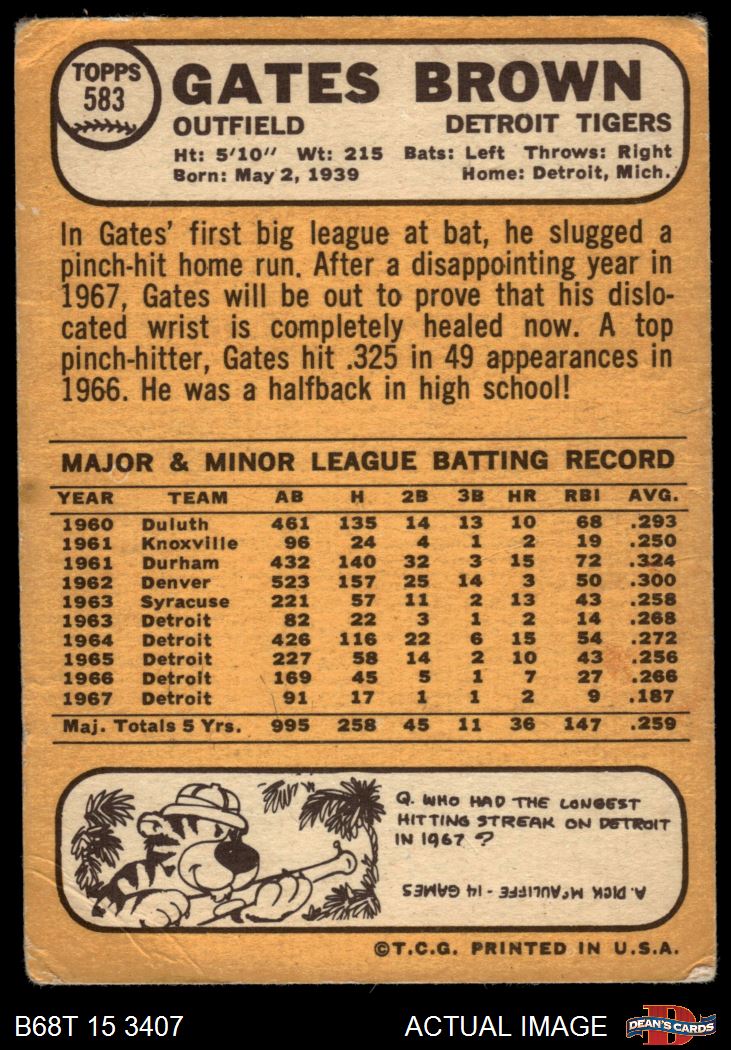 TOPPS
583
GATES BROWN
OUTFIELD DETROIT TIGERS
Ht: 5'10" Wt: 215 Bats: Left Throws: Right
Born: May 2, 1939 Home: Detroit, Mich.
In Gates' first big league at bat, he slugged a
pinch-hit home run. After a disappointing year in
1967, Gates will be out to prove that his dislo-
cated wrist is completely healed now. A top
pinch-hitter, Gates hit .325 in 49 appearances in
1966. He was a halfback in high school!
MAJOR & MINOR LEAGUE BATTING RECORD
YEAR TEAM AB H 2B 3B HR RBI AVG.
1960 Duluth 461 135 14 13 10 68 .293
1961 Knoxville 96 24 4 1 2 19 .250
1961 Durham 432 140 32 3 15 72 .324
1962 Denver 523 157 25 14 3 50 .300
1963 Syracuse 221 57 11 2 13 43 .258
1963 Detroit 82 22 3 1 2 14 .268
1964 Detroit 426 116 22 6 15 54 .272
1965 Detroit 227 58 14 2 10 43 .256
1966 Detroit 169 45 5 1 7 27 .266
1967 Detroit 91 17 1 1 2 9 .187
Maj. Totals 5 Yrs. 995 258 45 11 36 147 .259
Q. WHO HAD THE LONGEST
HITTING STREAK ON DETROIT
IN 1967?
A. DICK McAULIFFE - 14 GAMES
©T.C.G. PRINTED IN U.S.A.
B68T 15 3407 ACTUAL IMAGE
D
DEAN'S CARDS